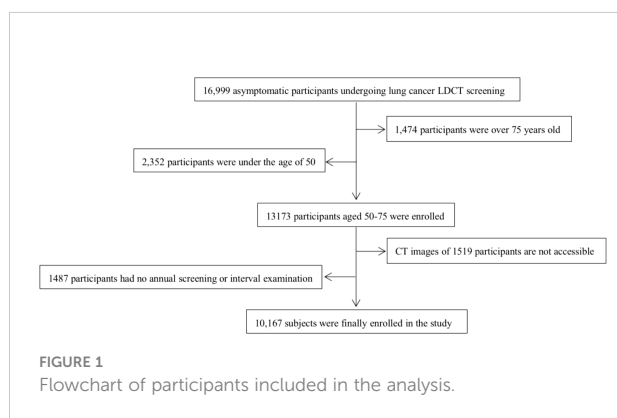 16,999 asymptomatic participants undergoing lung cancer LDCT screening
1,474 participants were over 75 years old
2,352 participants were under the age of 50
13173 participants aged 50-75 were enrolled
CT images of 1519 participants are not accessible
1487 participants had no annual screening or interval examination
10,167 subjects were finally enrolled in the study
FIGURE 1
Flowchart of participants included in the analysis.